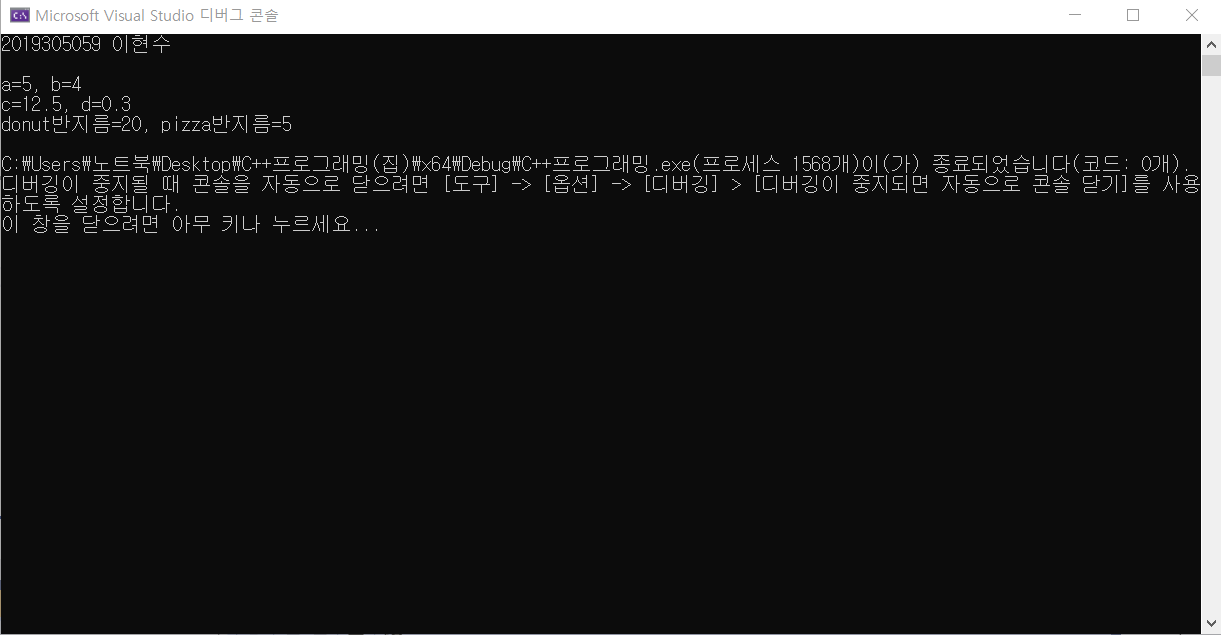 Microsoft Visual Studio 디버그 콘솔
2019305059 이현수
a=5, b=4
c=12.5, d=0.3
donut반지름=20, pizza반지름=5
C:₩Users₩노트북₩Desktop₩C++프로그래밍(집)₩x64₩Debug₩C++프로그래밍.exe(프로세스 1568개)이(가) 종료되었습니다(코드: 0개).
디버깅이 중지될 때 콘솔을 자동으로 닫으려면 [도구] -> [옵션] -> [디버깅] > [디버깅이 중지되면 자동으로 콘솔 닫기]를 사용
하도록 설정합니다.
이 창을 닫으려면 아무 키나 누르세요...